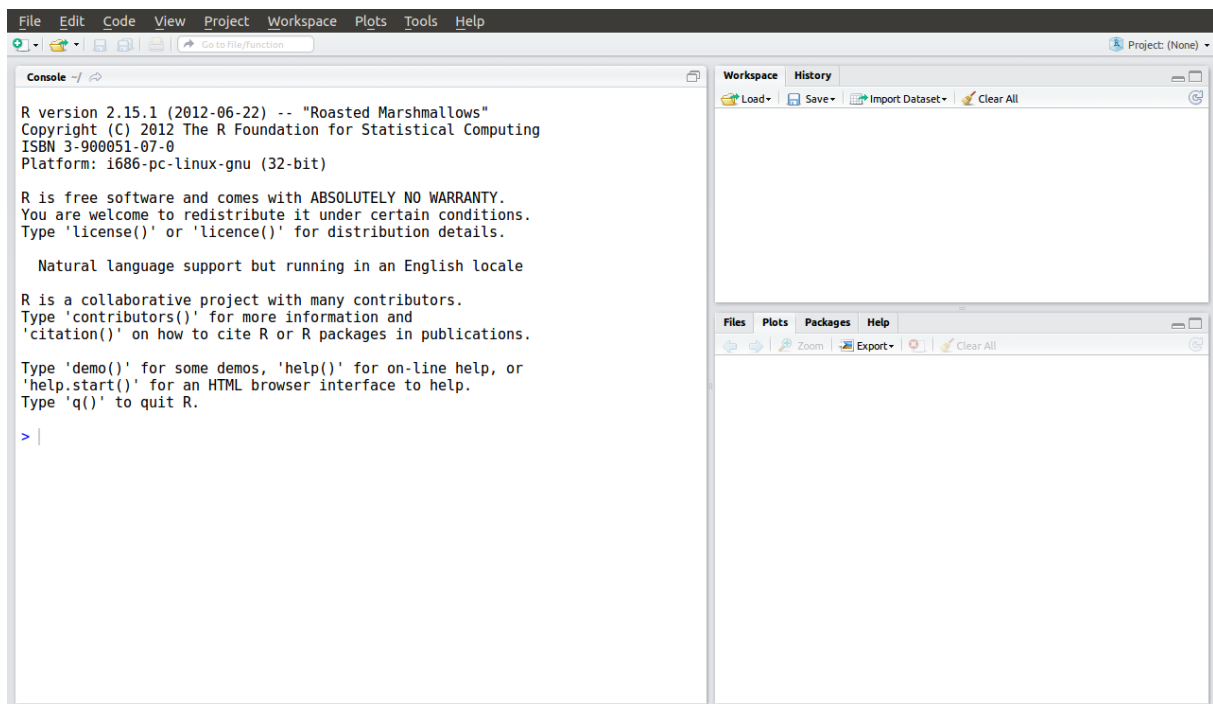 File Edit Code View Project Workspace Plots Tools Help
Go to file/function
Project: (None)
Console ~/
R version 2.15.1 (2012-06-22) -- "Roasted Marshmallows"
Copyright (C) 2012 The R Foundation for Statistical Computing
ISBN 3-900051-07-0
Platform: i686-pc-linux-gnu (32-bit)
R is free software and comes with ABSOLUTELY NO WARRANTY.
You are welcome to redistribute it under certain conditions.
Type 'license()' or 'licence()' for distribution details.
Natural language support but running in an English locale
R is a collaborative project with many contributors.
Type 'contributors()' for more information and
'citation()' on how to cite R or R packages in publications.
Type 'demo()' for some demos, 'help()' for on-line help, or
'help.start()' for an HTML browser interface to help.
Type 'q()' to quit R.
>
Workspace History
Load Save Import Dataset Clear All
Files Plots Packages Help
Zoom Export Clear All